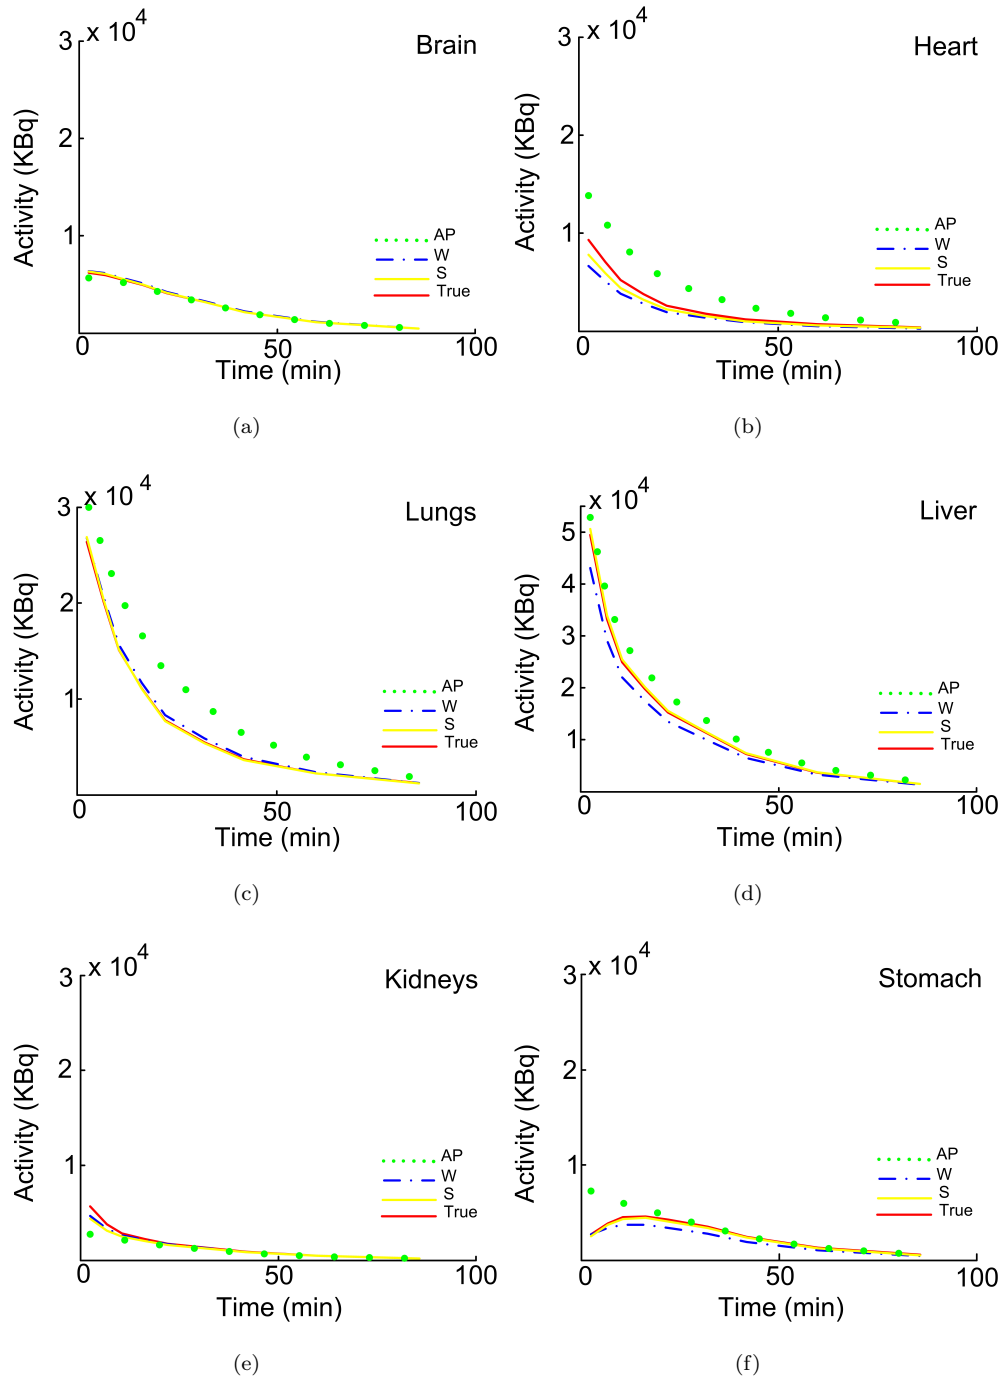 x 10^4
Brain
3
2
1
Activity (KBq)
AP
W
S
True
0
50
100
Time (min)
(a)
x 10^4
Heart
3
2
1
Activity (KBq)
AP
W
S
True
0
50
100
Time (min)
(b)
x 10^4
Lungs
3
2
1
Activity (KBq)
AP
W
S
True
0
50
100
Time (min)
(c)
x 10^4
Liver
5
4
3
2
1
Activity (KBq)
AP
W
S
True
0
50
100
Time (min)
(d)
x 10^4
Kidneys
3
2
1
Activity (KBq)
AP
W
S
True
0
50
100
Time (min)
(e)
x 10^4
Stomach
3
2
1
Activity (KBq)
AP
W
S
True
0
50
100
Time (min)
(f)